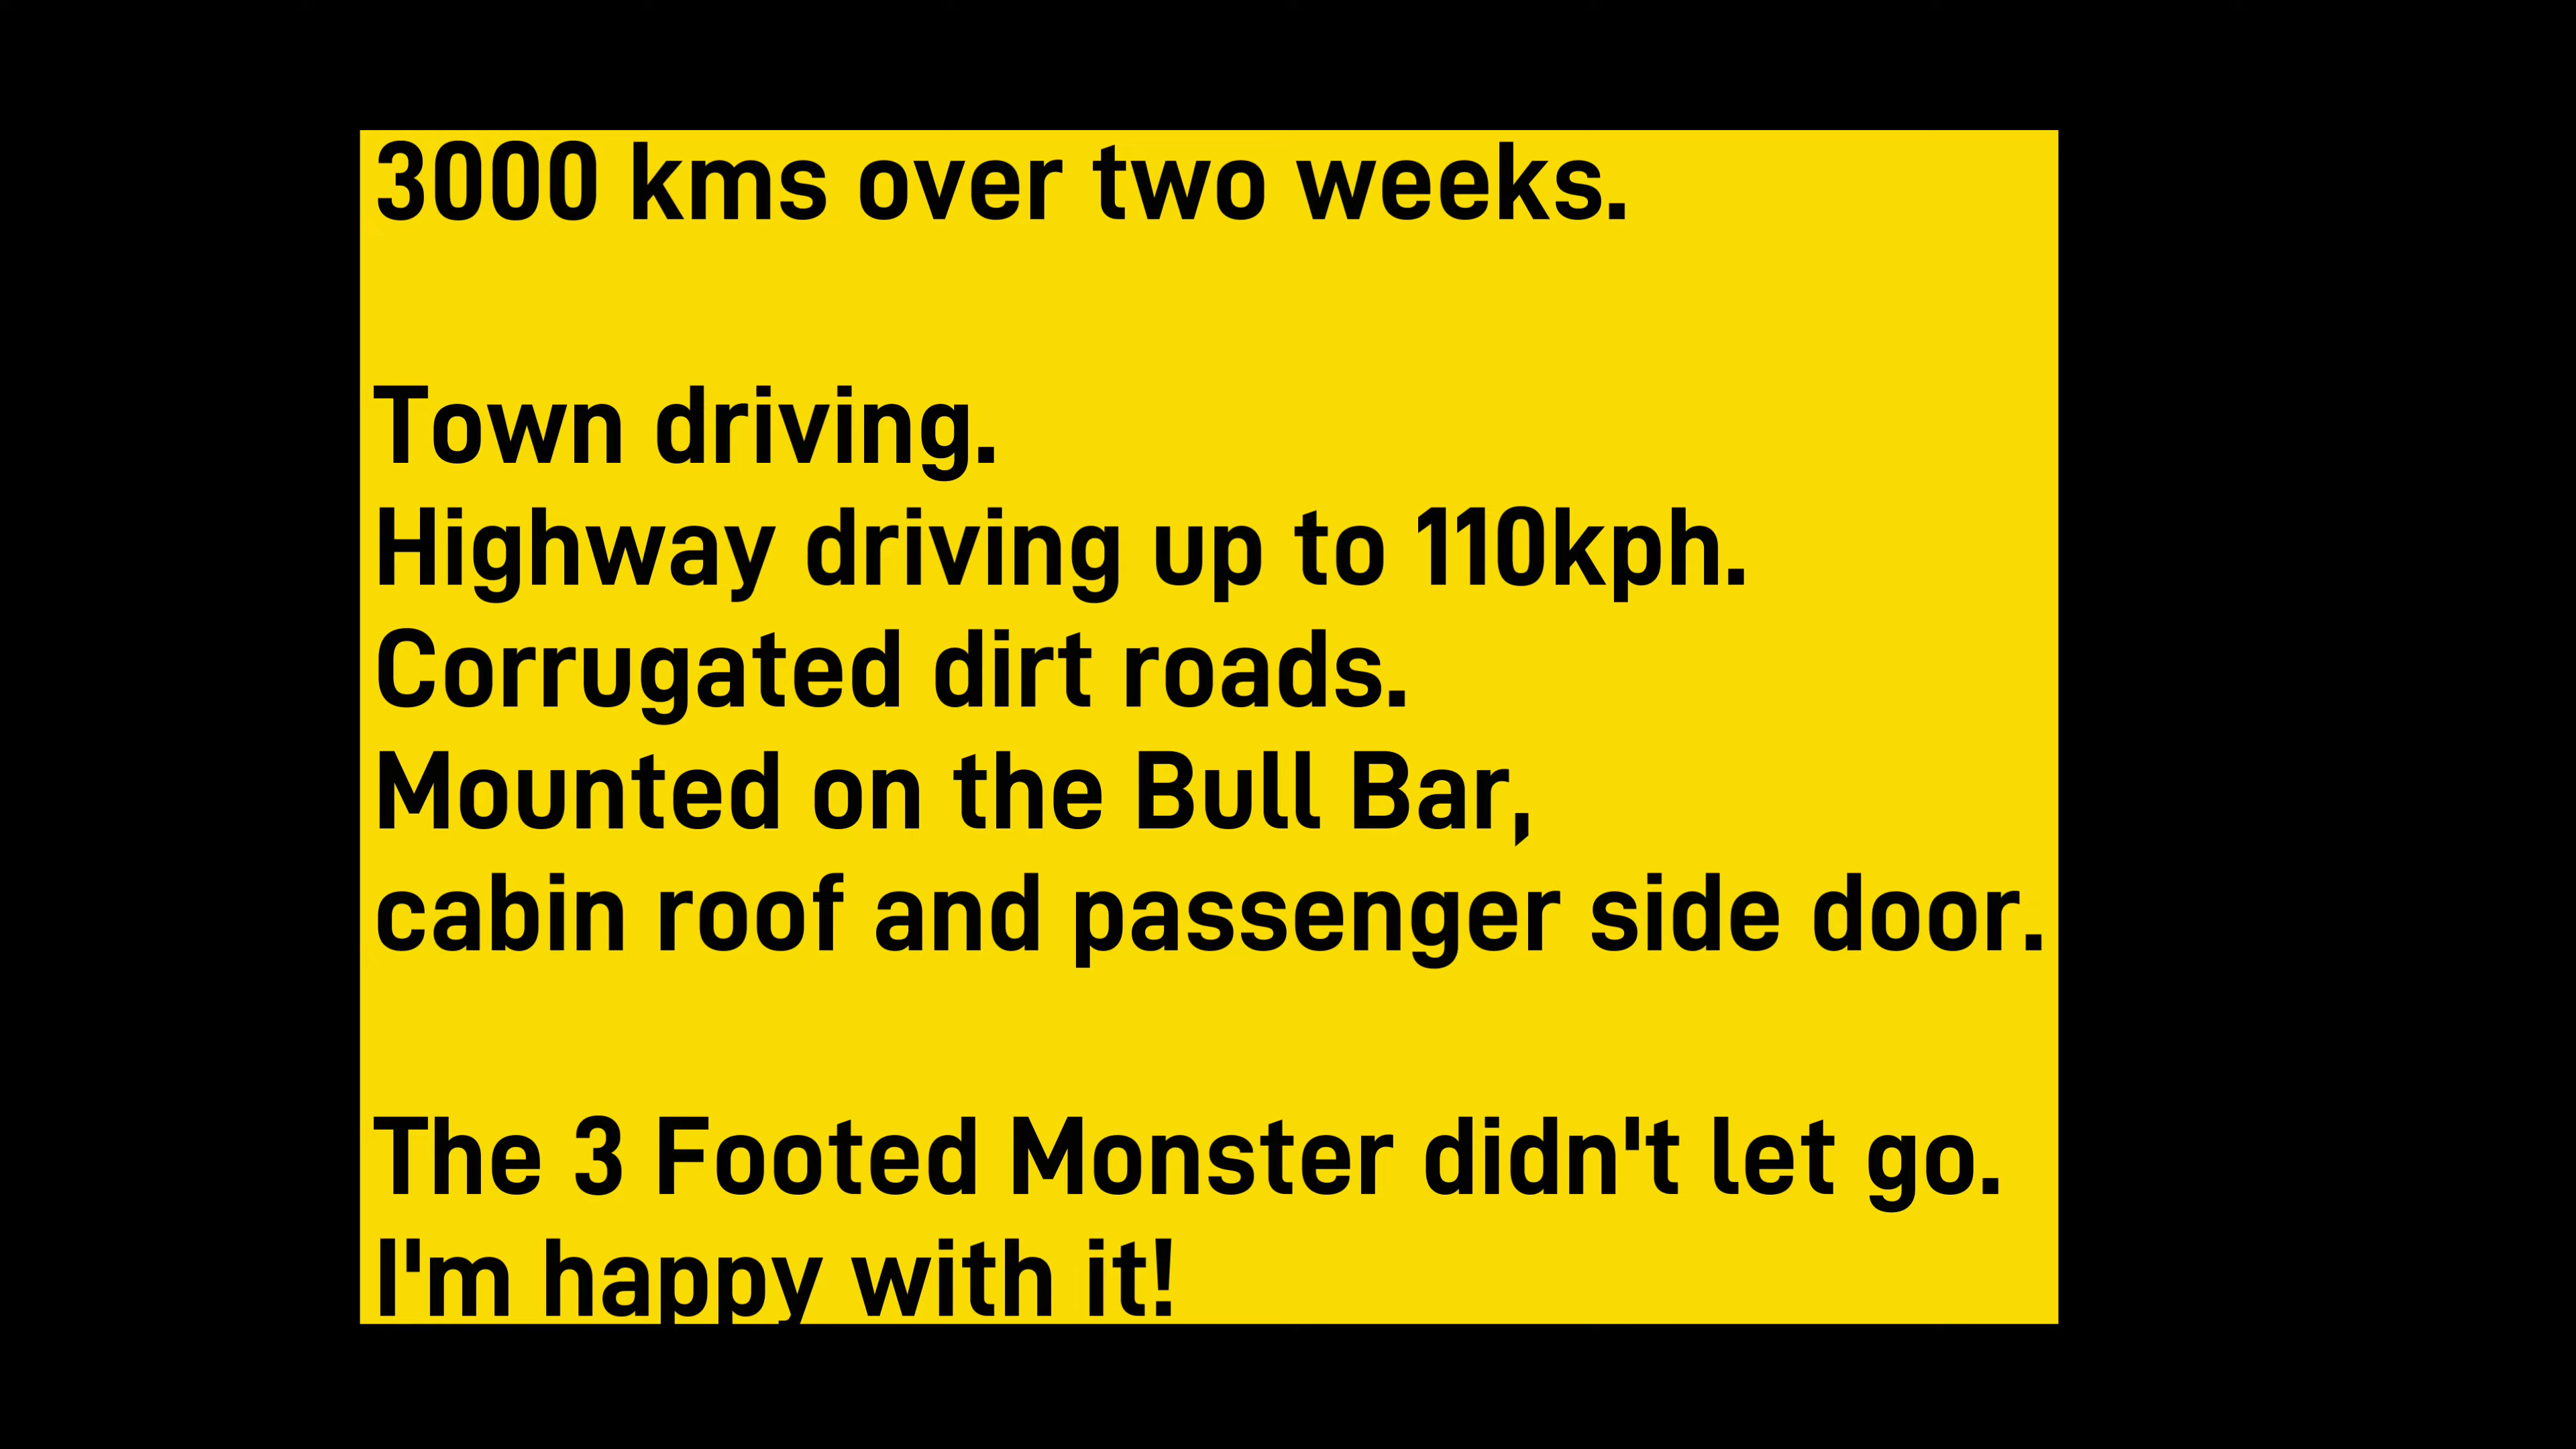 3000 kms over two weeks.
Town driving.
Highway driving up to 110kph.
Corrugated dirt roads.
Mounted on the Bull Bar,
cabin roof and passenger side door.
The 3 Footed Monster didn't let go.
I'm happy with it!